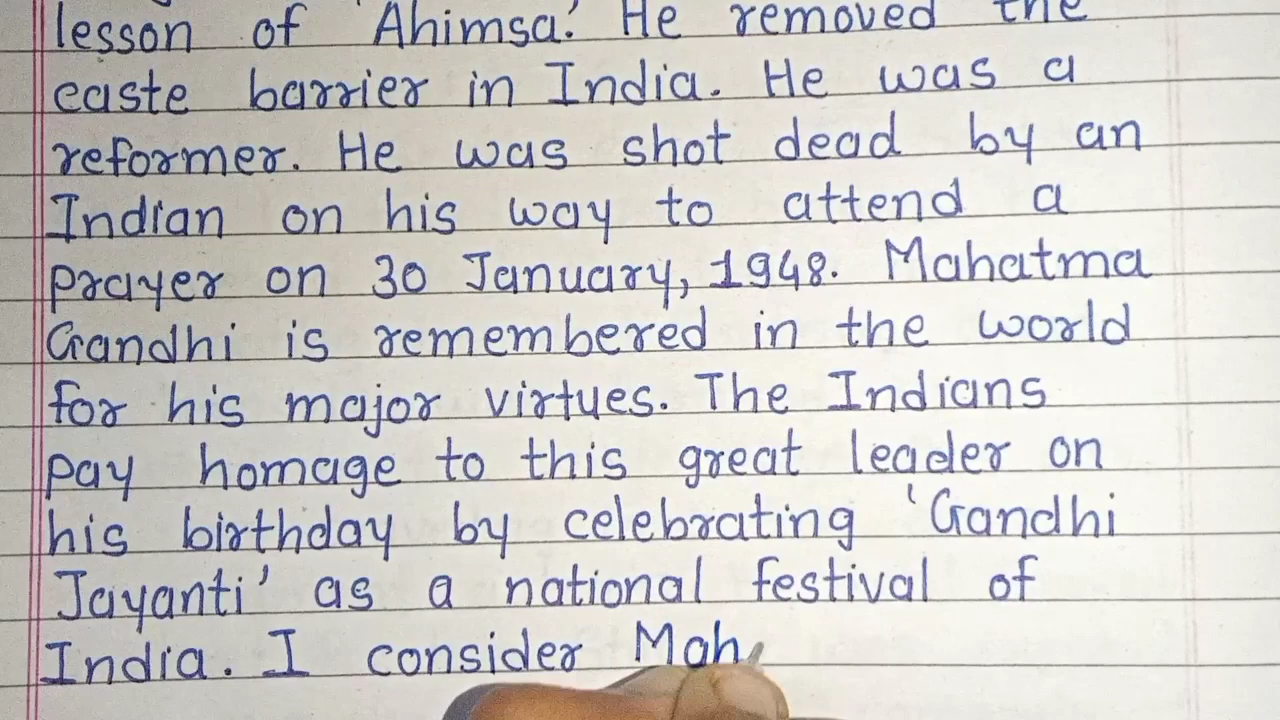 lesson of 'Ahimsa.' He removed the
caste barrier in India. He was a
reformer. He was shot dead by an
Indian on his way to attend a
prayer on 30 January, 1948. Mahatma
Gandhi is remembered in the world
for his major virtues. The Indians
pay homage to this great leader on
his birthday by celebrating 'Gandhi
Jayanti' as a national festival of
India. I consider Mah